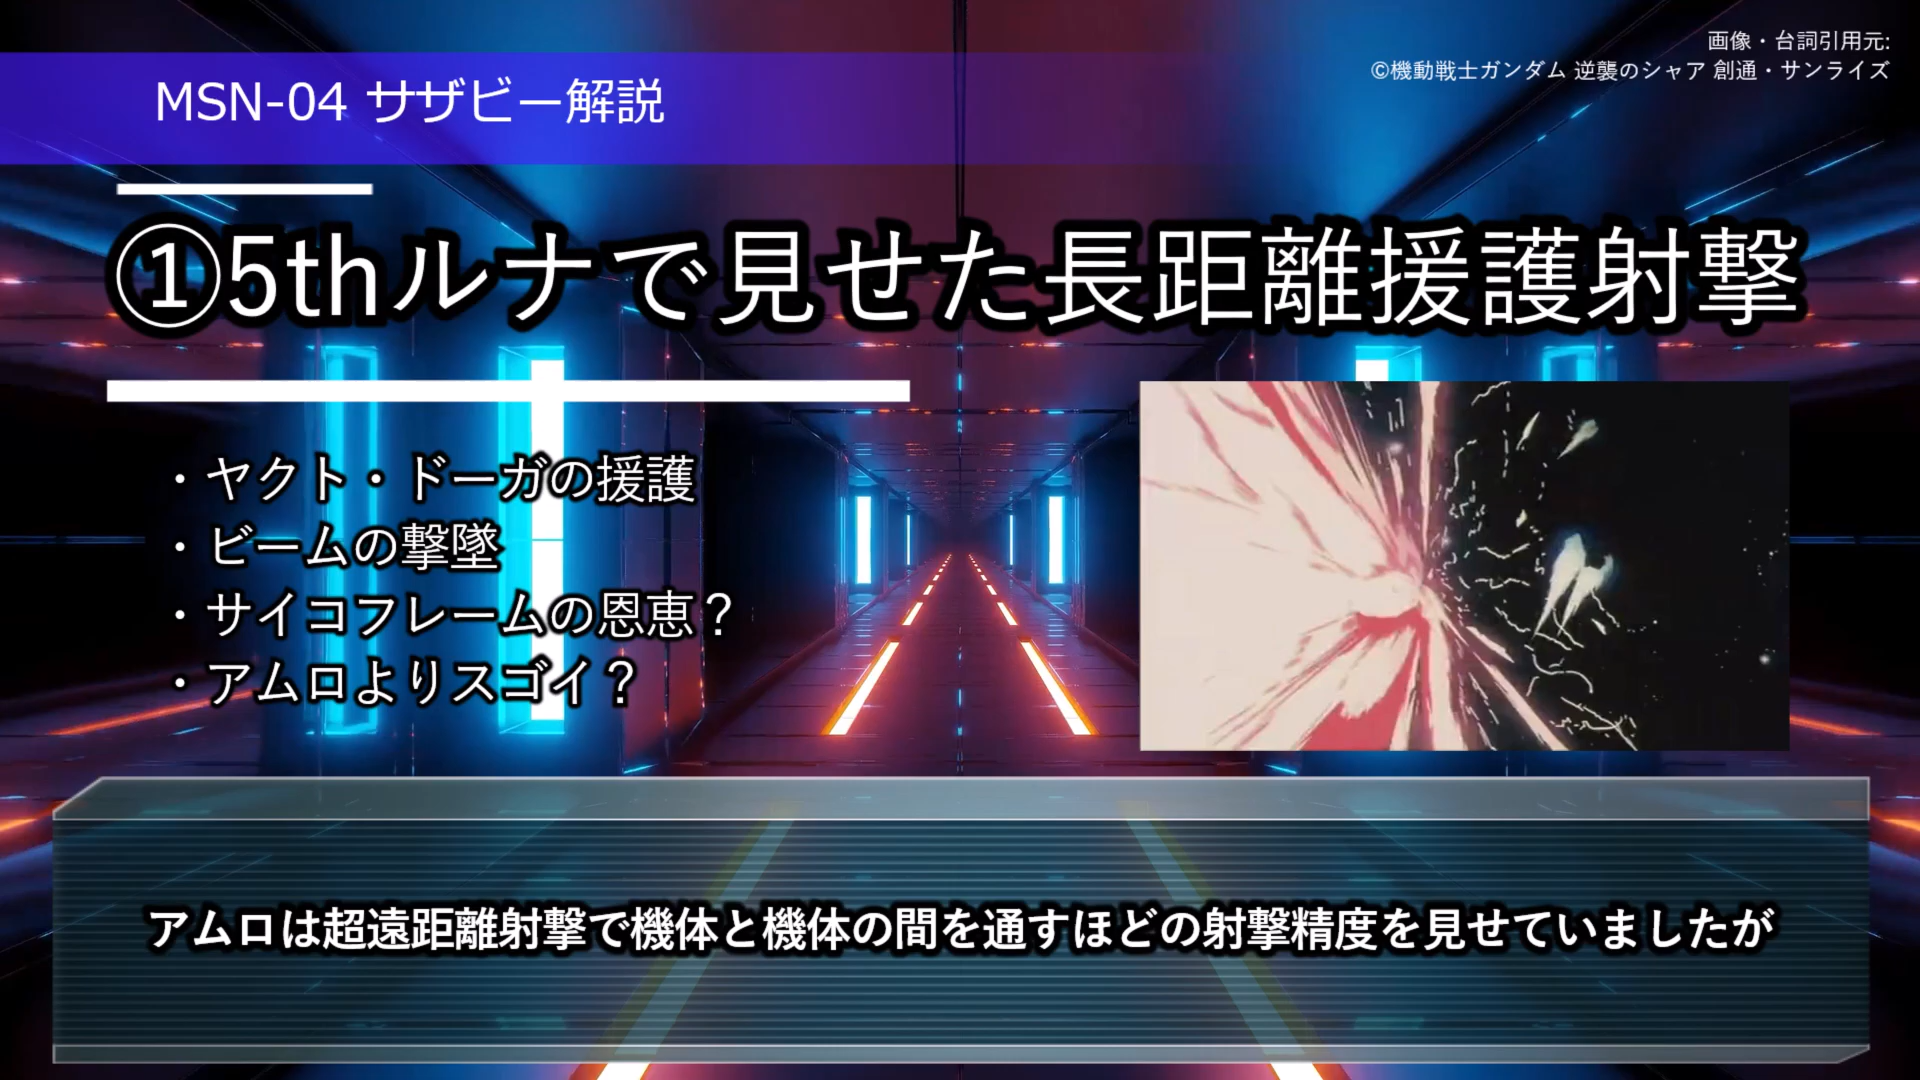 画像・台詞引用元:
©機動戦士ガンダム 逆襲のシャア 創通・サンライズ
MSN-04 サザビー解説
①5thルナで見せた長距離援護射撃
・ヤクト・ドーガの援護
・ビームの撃墜
・サイコフレームの恩恵？
・アムロよりスゴイ？
アムロは超遠距離射撃で機体と機体の間を通すほどの射撃精度を見せていましたが